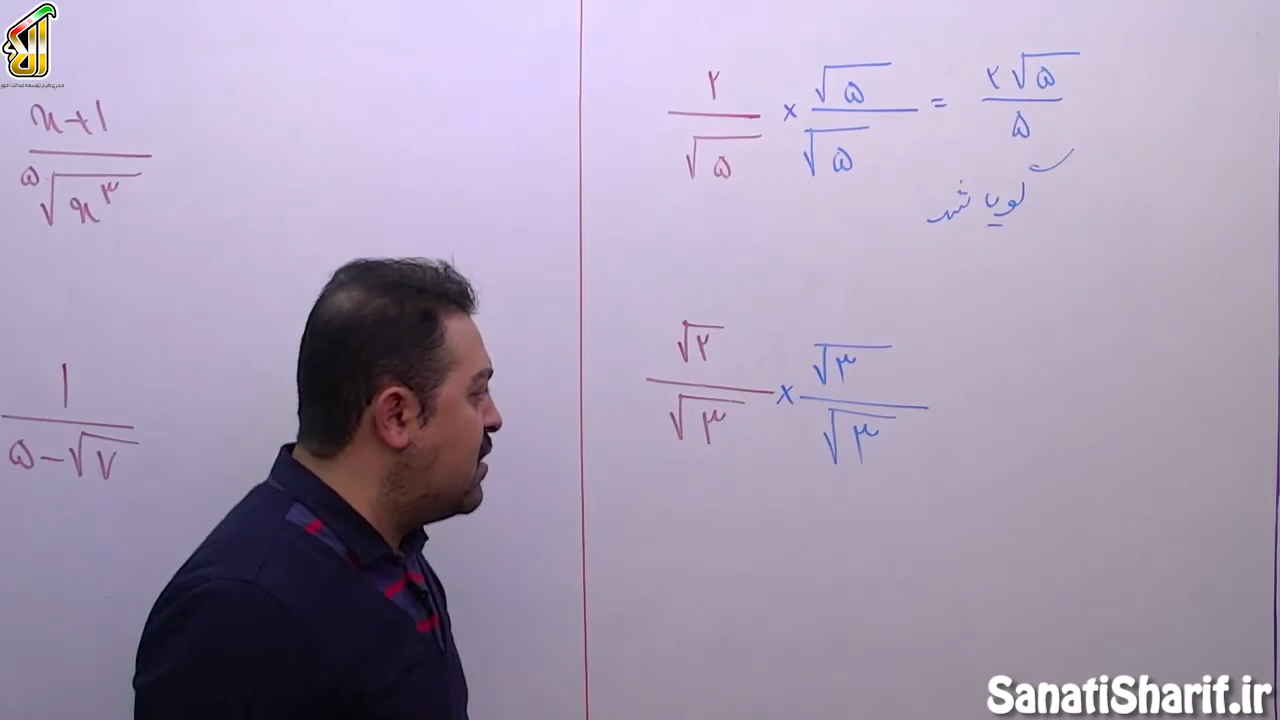 x+۱
۵√x^۳
۱
۵-√۷
۲/√۵ × √۵/√۵ = ۲√۵/۵
گویا شد
√۲/√۳ × √۳/√۳
SanatiSharif.ir